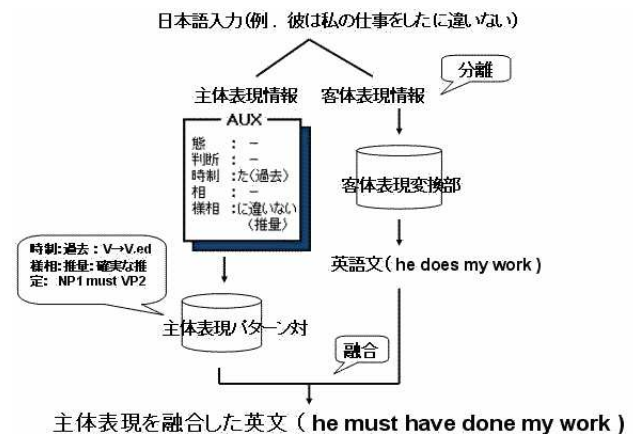 日本語入力(例．彼は私の仕事をしたに違いない)
分離
主体表現情報　客体表現情報
AUX
態 : －
判断 : －
時制 :た(過去)
相 : －
様相 :に違いない
(推量)
客体表現変換部
時制:過去 : V→V.ed
様相:推量:確実な推
定: NP1 must VP2
英語文( he does my work )
主体表現パターン対
融合
主体表現を融合した英文 ( he must have done my work )